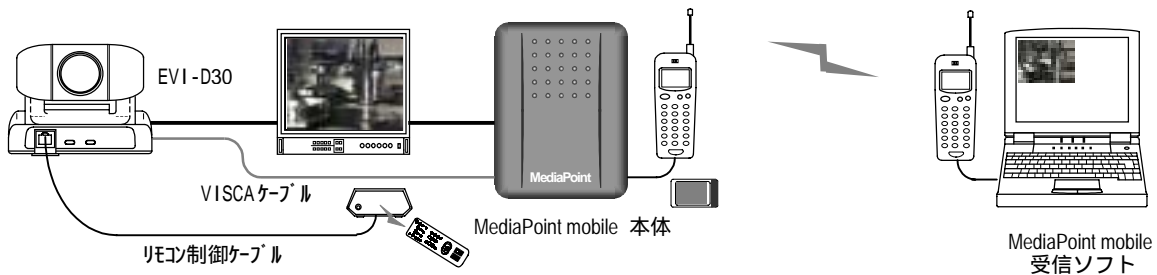 EVI-D30
MediaPoint
VISCAケーブル
MediaPoint mobile 本体
リモコン制御ケーブル
MediaPoint mobile
受信ソフト